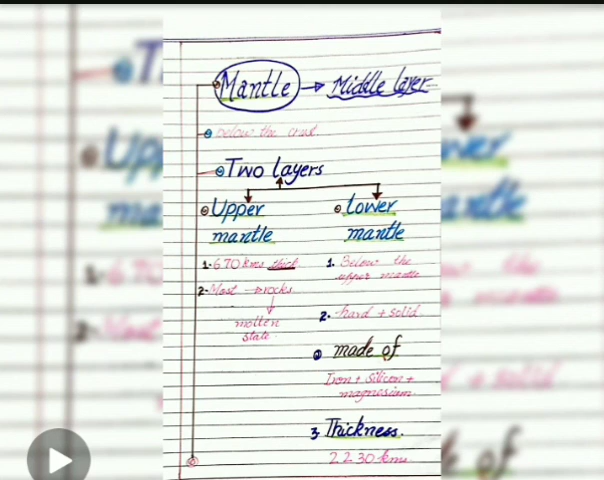 Mantle → Middle layer
below the crust.
Two layers
Upper mantle
1. 670 kms thick
2. Most → rocks
molten state.
Lower mantle
1. Below the
upper mantle
2. hard + solid
made of
Iron + silicon +
magnesium
3. Thickness.
2230 kms